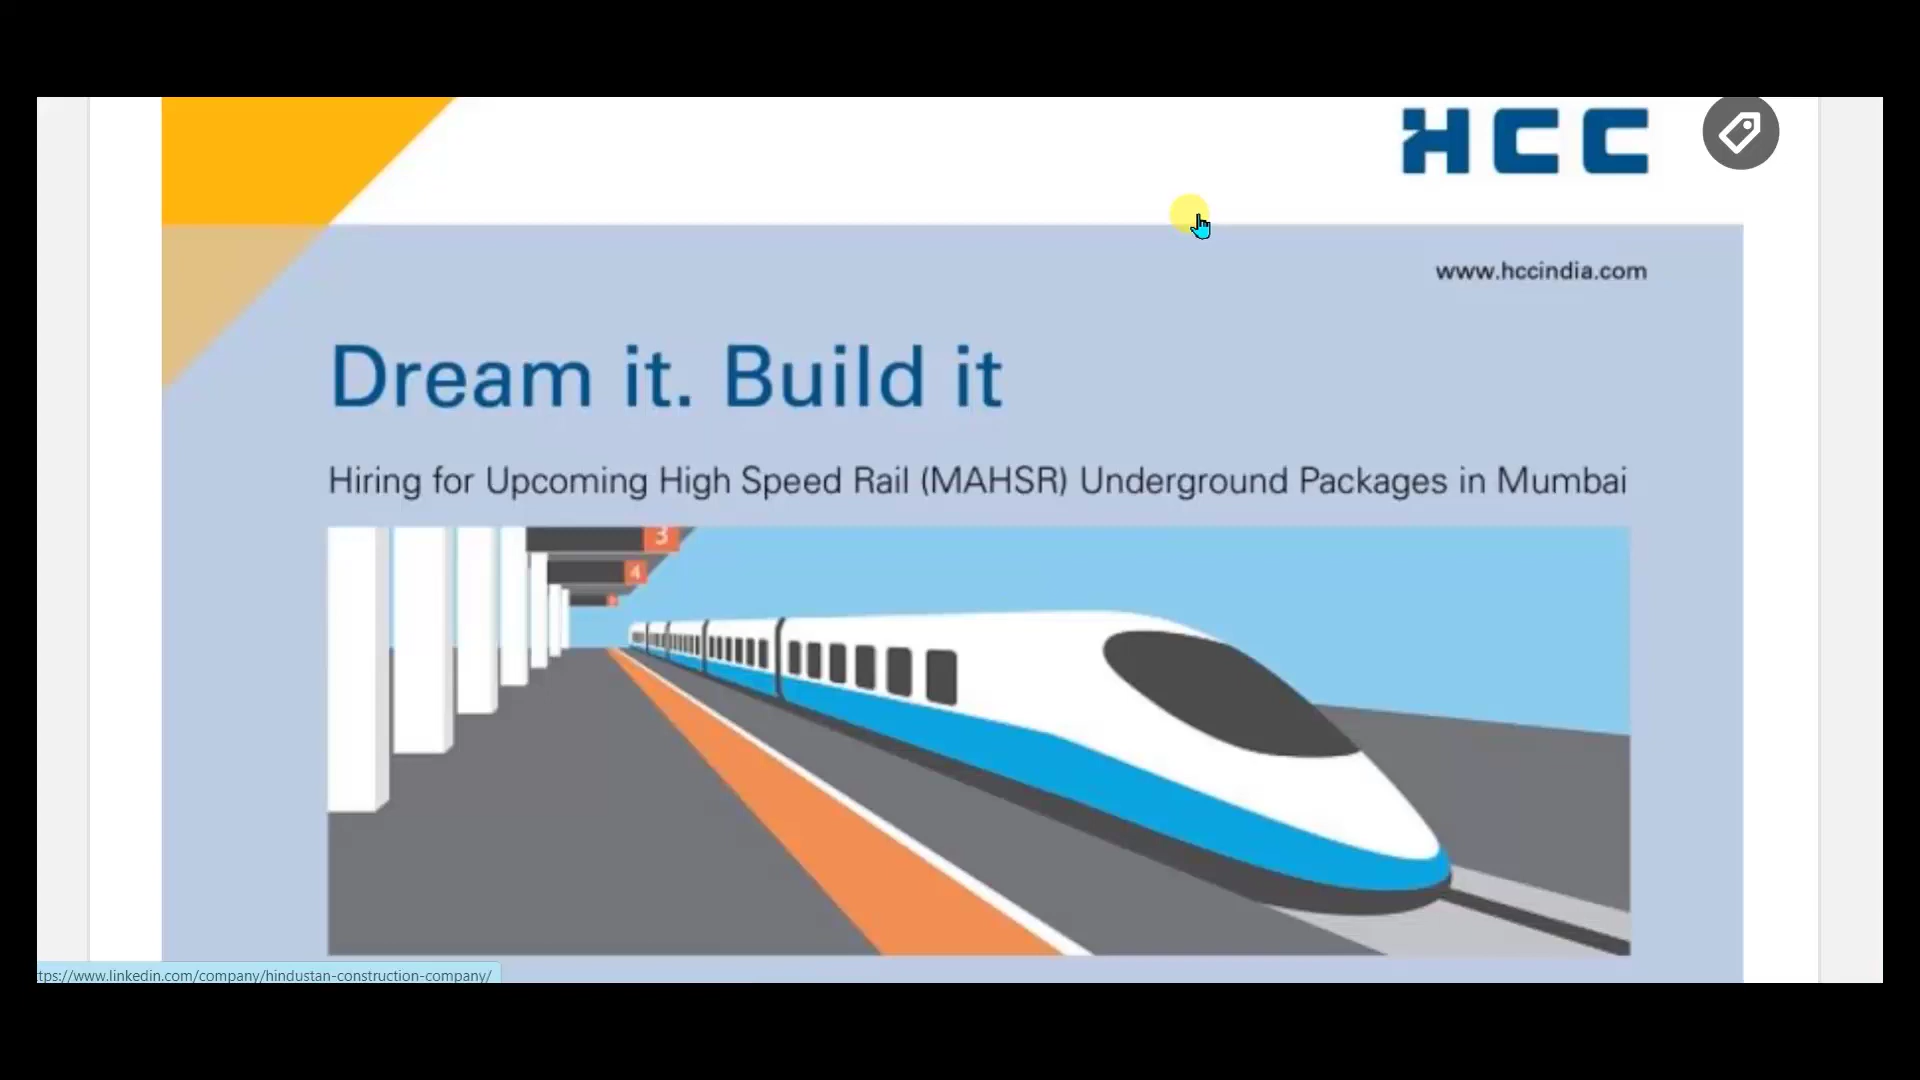 HCC
www.hccindia.com
Dream it. Build it
Hiring for Upcoming High Speed Rail (MAHSR) Underground Packages in Mumbai
3
4
tps://www.linkedin.com/company/hindustan-construction-company/